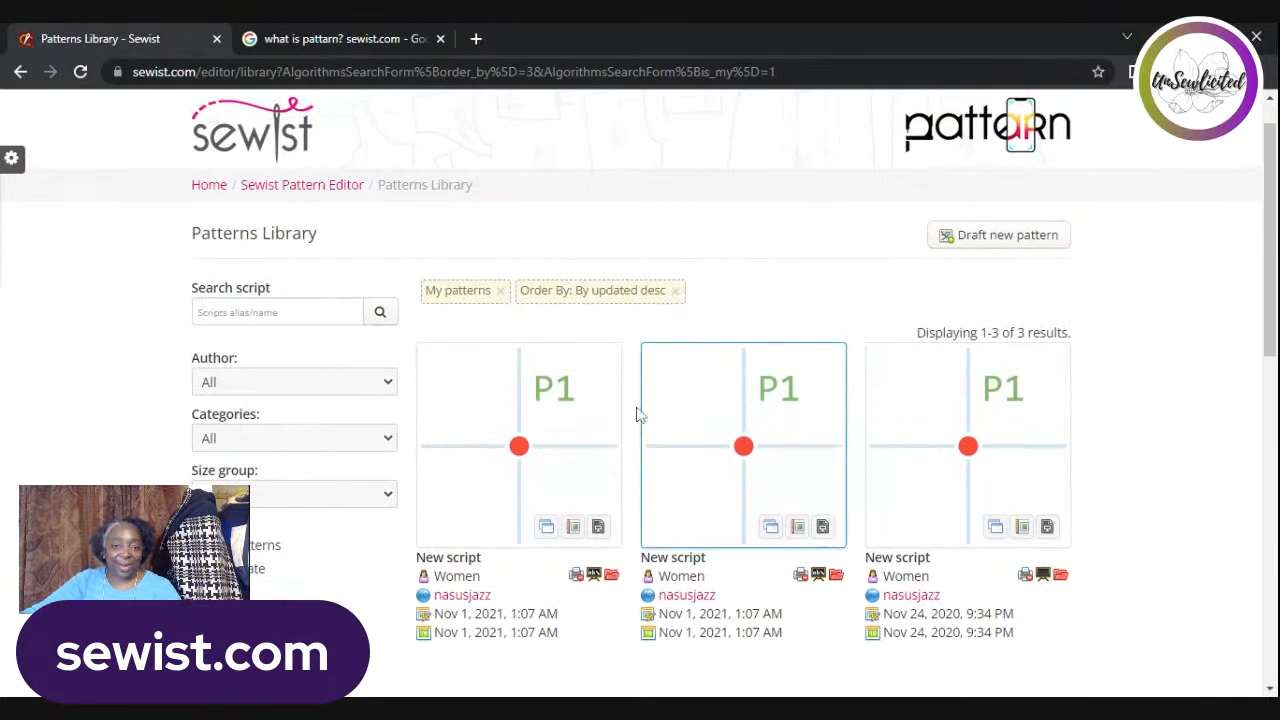 Patterns Library - Sewist
what is pattarn? sewist.com - Go
sewist.com/editor/library?AlgorithmsSearchForm%5Border_by%5D=3&AlgorithmsSearchForm%5Bis_my%5D=1
UnSewlicited
sewist
pattarn
Home / Sewist Pattern Editor / Patterns Library
Patterns Library
Draft new pattern
Search script
Scripts alias/name
My patterns
Order By: By updated desc
Displaying 1-3 of 3 results.
Author:
All
Categories:
All
Size group:
P1
P1
P1
New script
Women
nasusjazz
Nov 1, 2021, 1:07 AM
Nov 1, 2021, 1:07 AM
New script
Women
nasusjazz
Nov 1, 2021, 1:07 AM
Nov 1, 2021, 1:07 AM
New script
Women
nasusjazz
Nov 24, 2020, 9:34 PM
Nov 24, 2020, 9:34 PM
sewist.com